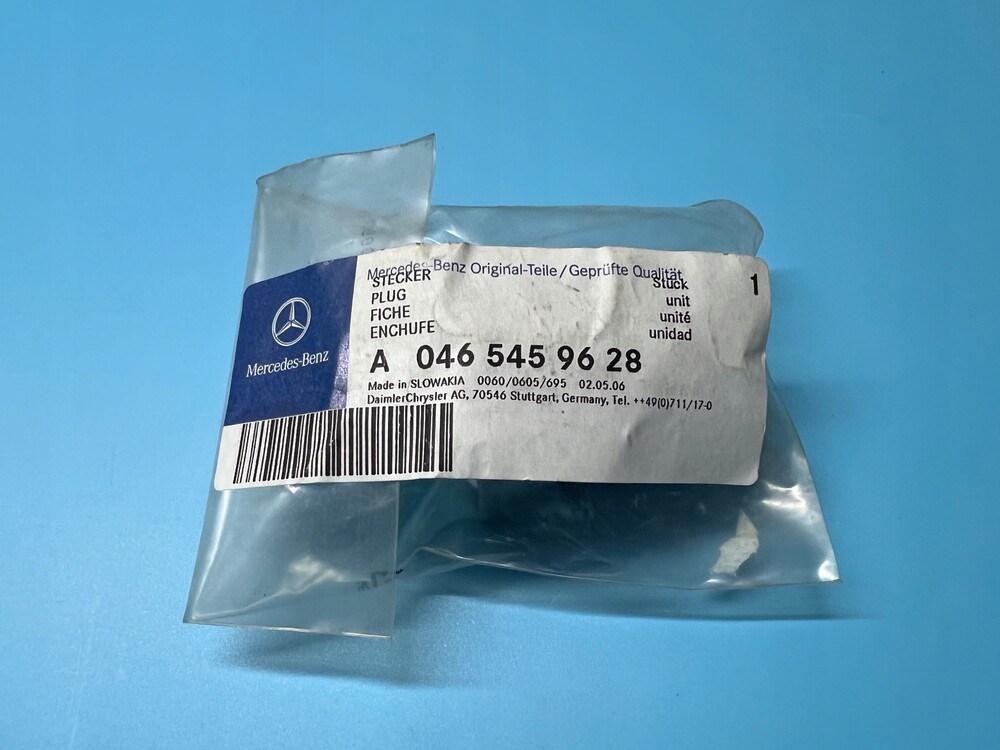 Mercedes-Benz
Mercedes-Benz Original-Teile / Geprüfte Qualität
STECKER Stück 1
PLUG unit
FICHE unité
ENCHUFE unidad
A 046 545 96 28
Made in SLOWAKIA 0060/0605/695 02.05.06
DaimlerChrysler AG, 70546 Stuttgart, Germany, Tel. ++49(0)711/17-0